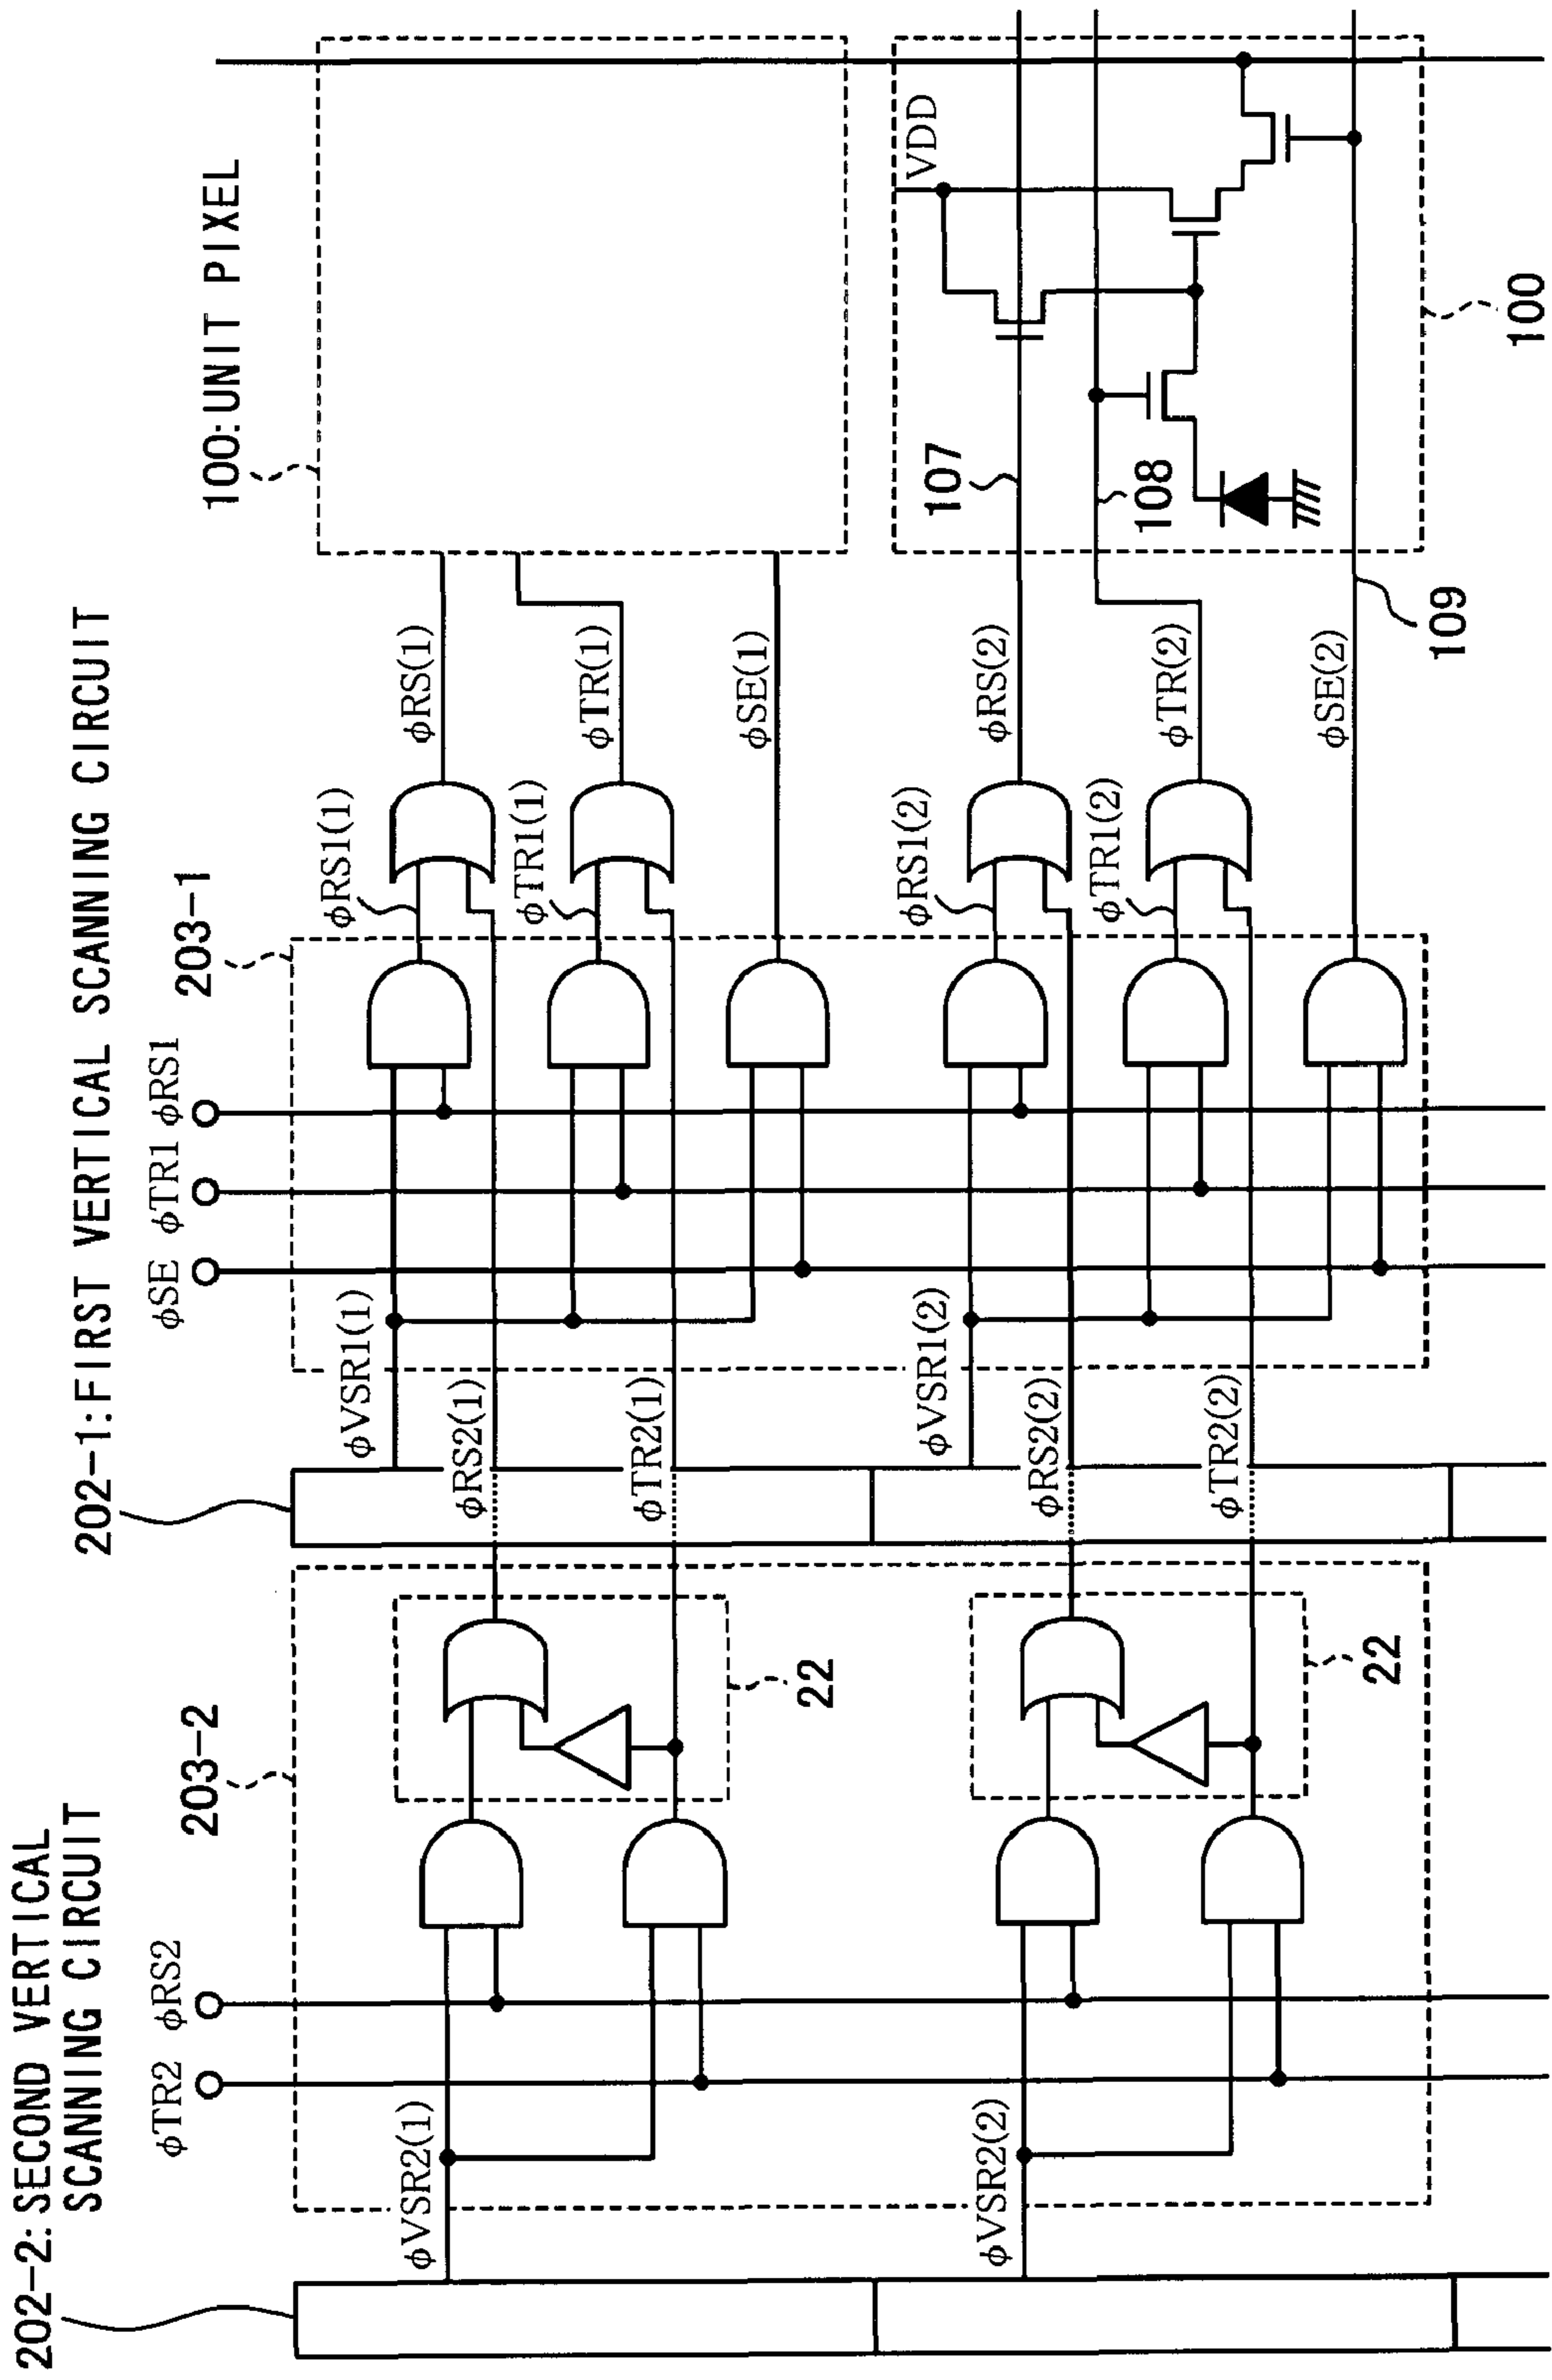 202-2: SECOND VERTICAL
SCANNING CIRCUIT
202-1: FIRST VERTICAL SCANNING CIRCUIT
100: UNIT PIXEL
φTR2
φRS2
203-2
φSE
φTR1
φRS1
203-1
φVSR2(1)
22
φVSR1(1)
φRS2(1)
φTR2(1)
φRS1(1)
φTR1(1)
φRS(1)
φTR(1)
φSE(1)
φVSR2(2)
22
φVSR1(2)
φRS2(2)
φTR2(2)
φRS1(2)
φTR1(2)
φRS(2)
φTR(2)
φSE(2)
107
108
109
VDD
100